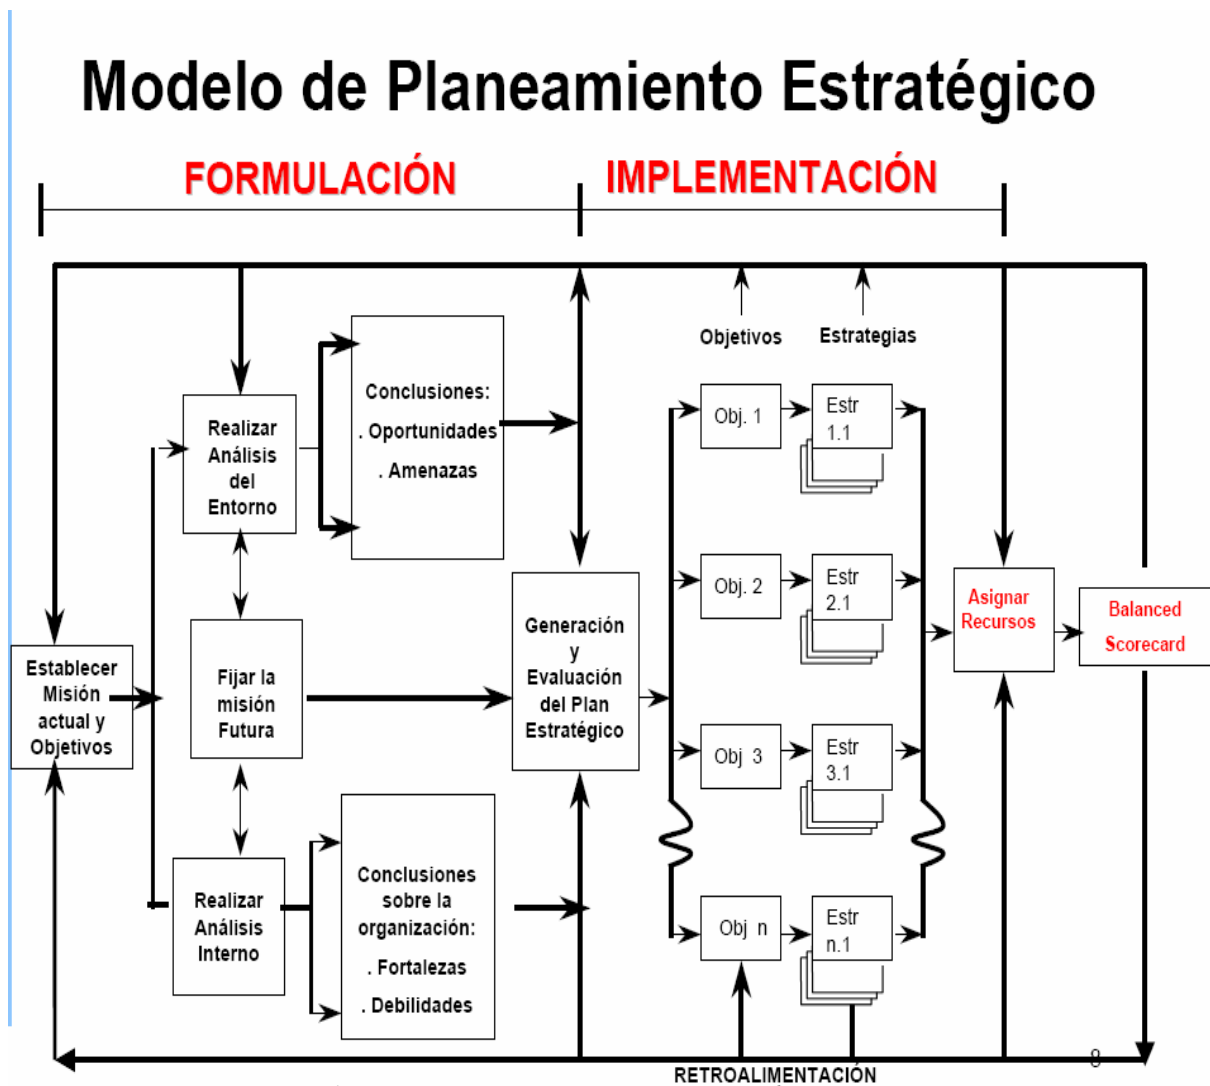 Modelo de Planeamiento Estratégico
FORMULACIÓN
IMPLEMENTACIÓN
Objetivos
Estrategias
Realizar
Análisis
del
Entorno
Conclusiones:
. Oportunidades
. Amenazas
Obj. 1
Estr
1.1
Establecer
Misión
actual y
Objetivos
Fijar la
misión
Futura
Generación
y
Evaluación
del Plan
Estratégico
Obj. 2
Estr
2.1
Asignar
Recursos
Balanced
Scorecard
Obj 3
Estr
3.1
Realizar
Análisis
Interno
Conclusiones
sobre la
organización:
. Fortalezas
. Debilidades
Obj n
Estr
n.1
8
RETROALIMENTACIÓN